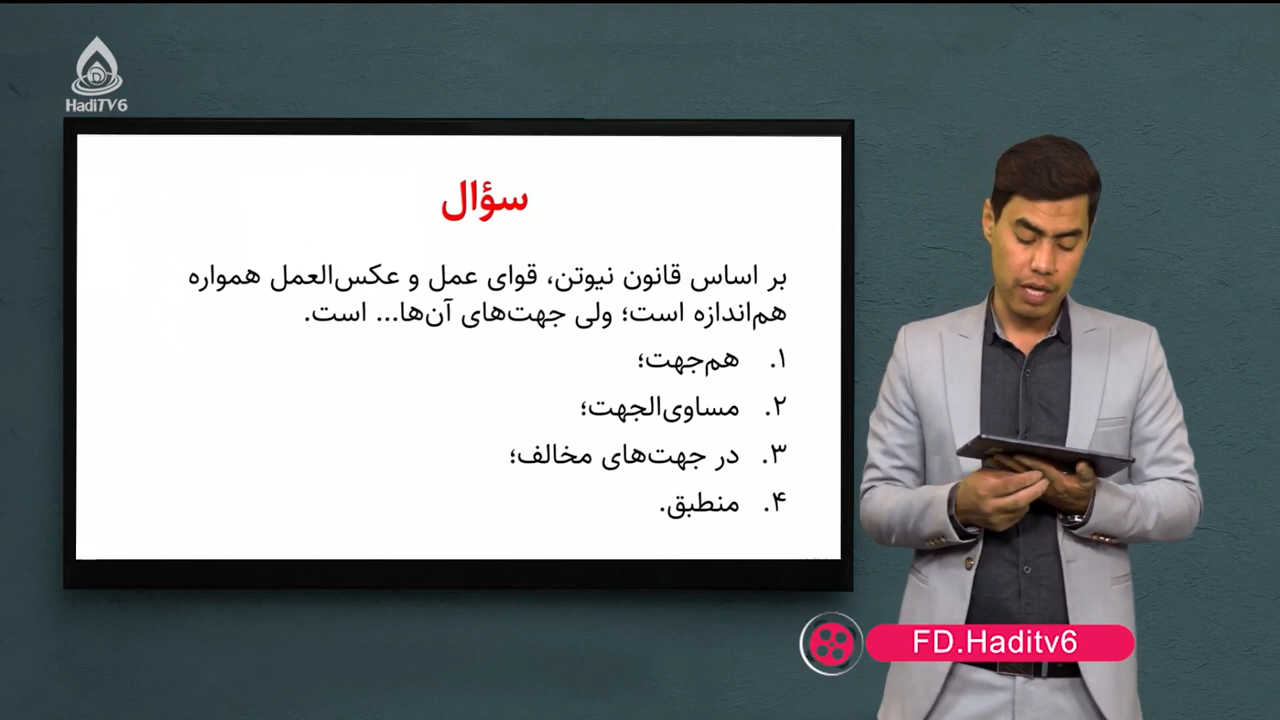 HadiTV6
سؤال
بر اساس قانون نیوتن، قوای عمل و عکس‌العمل همواره
هم‌اندازه است؛ ولی جهت‌های آن‌ها... است.
۱. هم‌جهت؛
۲. مساوی‌الجهت؛
۳. در جهت‌های مخالف؛
۴. منطبق.
FD.Haditv6